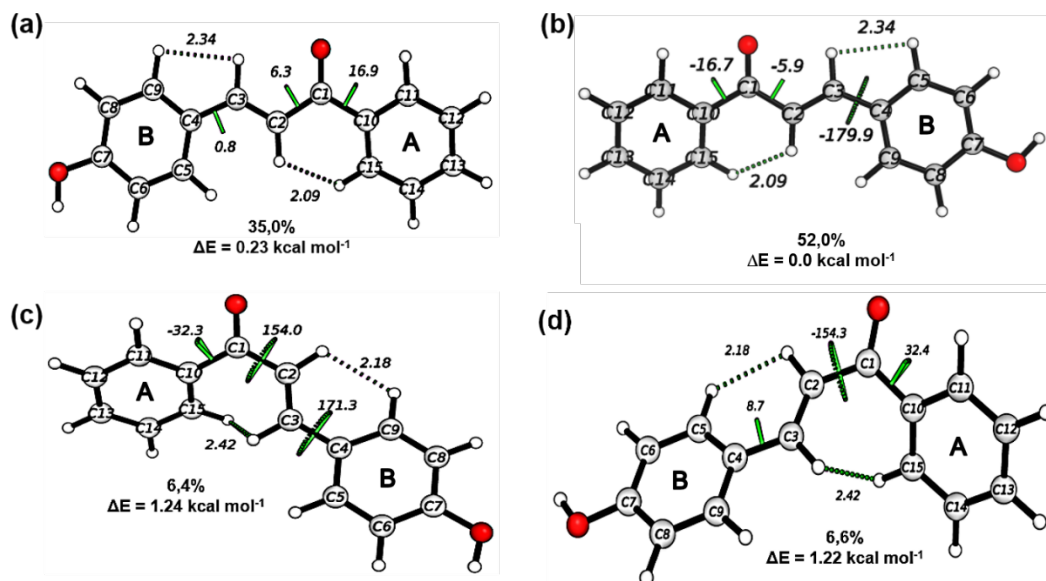 (a)
2.34
6.3
16.9
C9
C3
C1
C11
C8
C4
C2
C10
C12
B
A
C7
0.8
C15
C13
C6
C5
C14
2.09
35,0%
ΔE = 0.23 kcal mol⁻¹
(b)
2.34
-16.7
-5.9
C1
C3
C5
C11
C6
C12
C10
C2
C4
A
B
C7
-179.9
C13
C15
C9
C8
C14
2.09
52,0%
ΔE = 0.0 kcal mol⁻¹
(c)
-32.3
154.0
C1
C11
2.18
C12
C10
C2
A
171.3
C13
C15
C3
C9
C14
2.42
C4
C8
B
C5
C7
C6
6,4%
ΔE = 1.24 kcal mol⁻¹
(d)
-154.3
2.18
32.4
C1
C2
C11
8.7
C5
C10
C12
C6
C4
C3
A
B
C15
C13
C7
2.42
C9
C14
C8
6,6%
ΔE = 1.22 kcal mol⁻¹